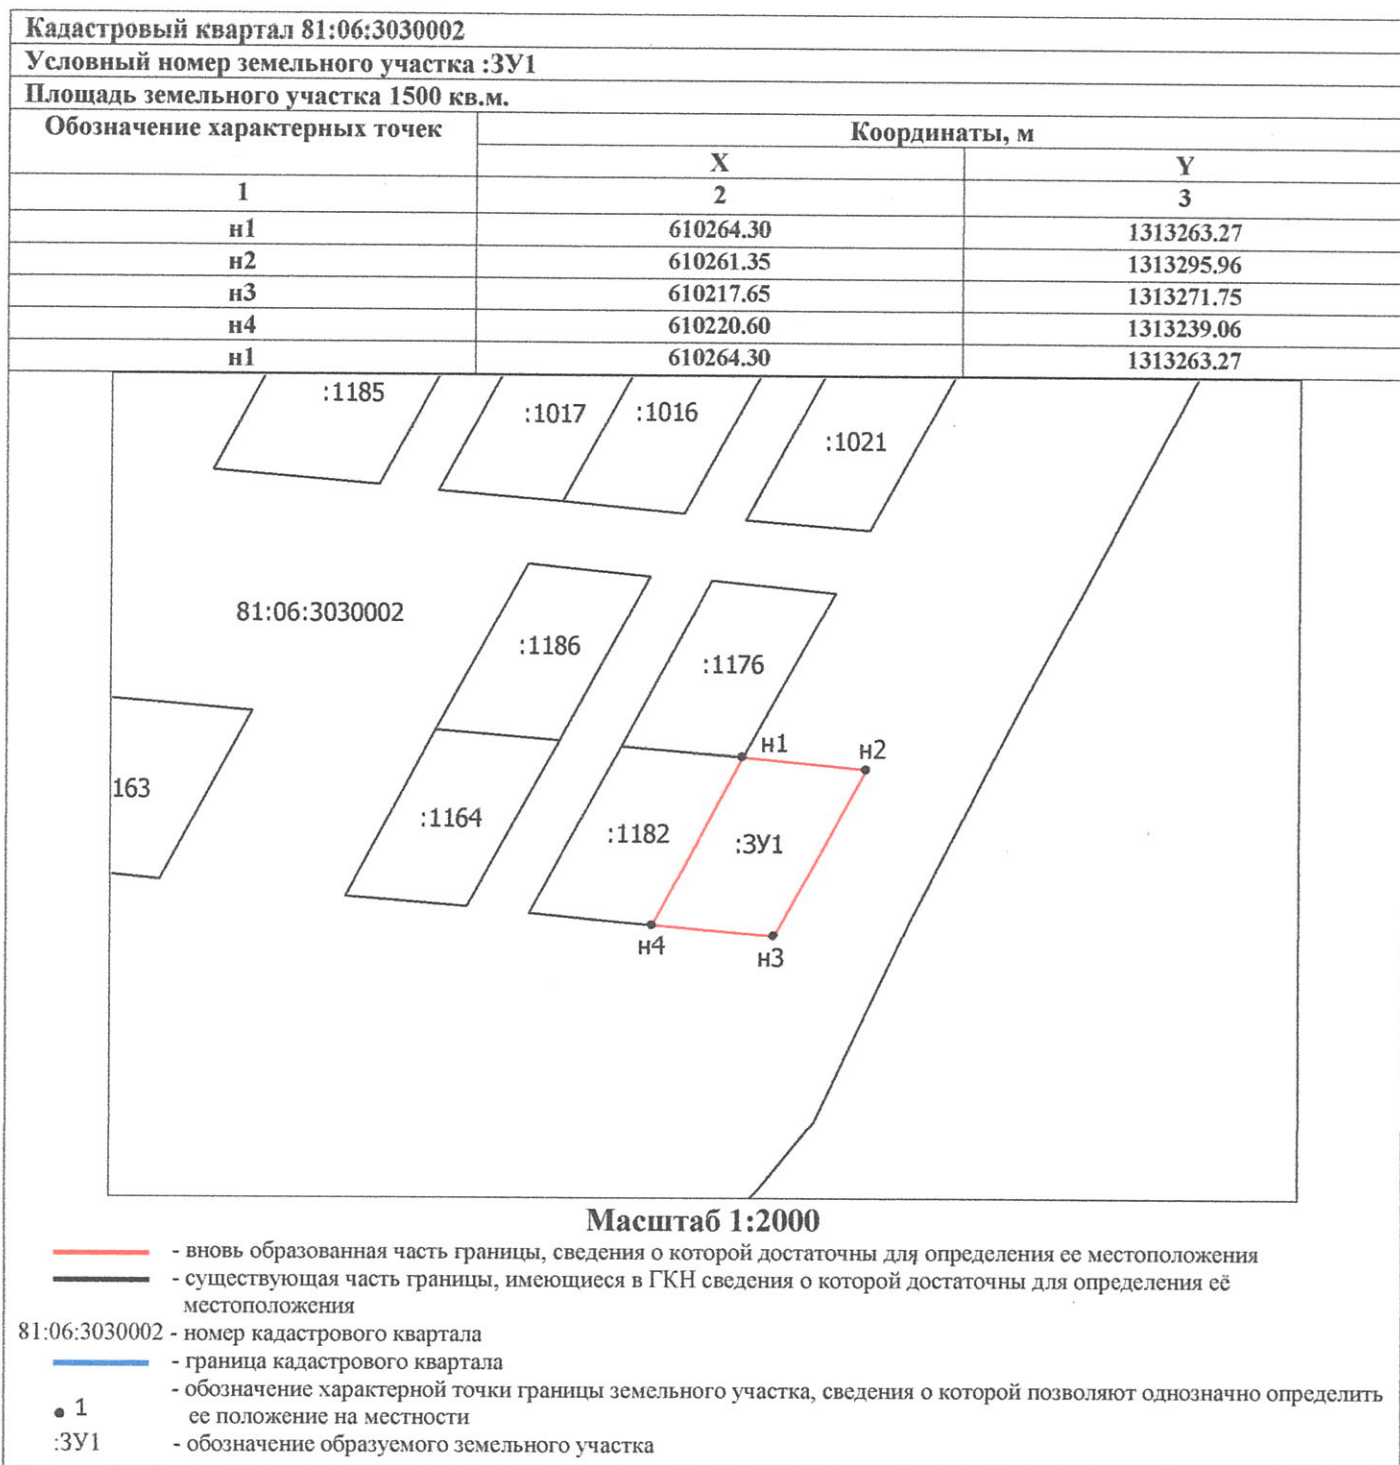 Кадастровый квартал 81:06:3030002
Условный номер земельного участка :ЗУ1
Площадь земельного участка 1500 кв.м.
Обозначение характерных точек
Координаты, м
X
Y
1
2
3
н1
610264.30
1313263.27
н2
610261.35
1313295.96
н3
610217.65
1313271.75
н4
610220.60
1313239.06
н1
610264.30
1313263.27
:1185
:1017
:1016
:1021
81:06:3030002
:1186
:1176
н1
н2
163
:1164
:1182
:ЗУ1
н4
н3
Масштаб 1:2000
- вновь образованная часть границы, сведения о которой достаточны для определения ее местоположения
- существующая часть границы, имеющиеся в ГКН сведения о которой достаточны для определения её
местоположения
81:06:3030002 - номер кадастрового квартала
- граница кадастрового квартала
- обозначение характерной точки границы земельного участка, сведения о которой позволяют однозначно определить
1
ее положение на местности
:ЗУ1 - обозначение образуемого земельного участка